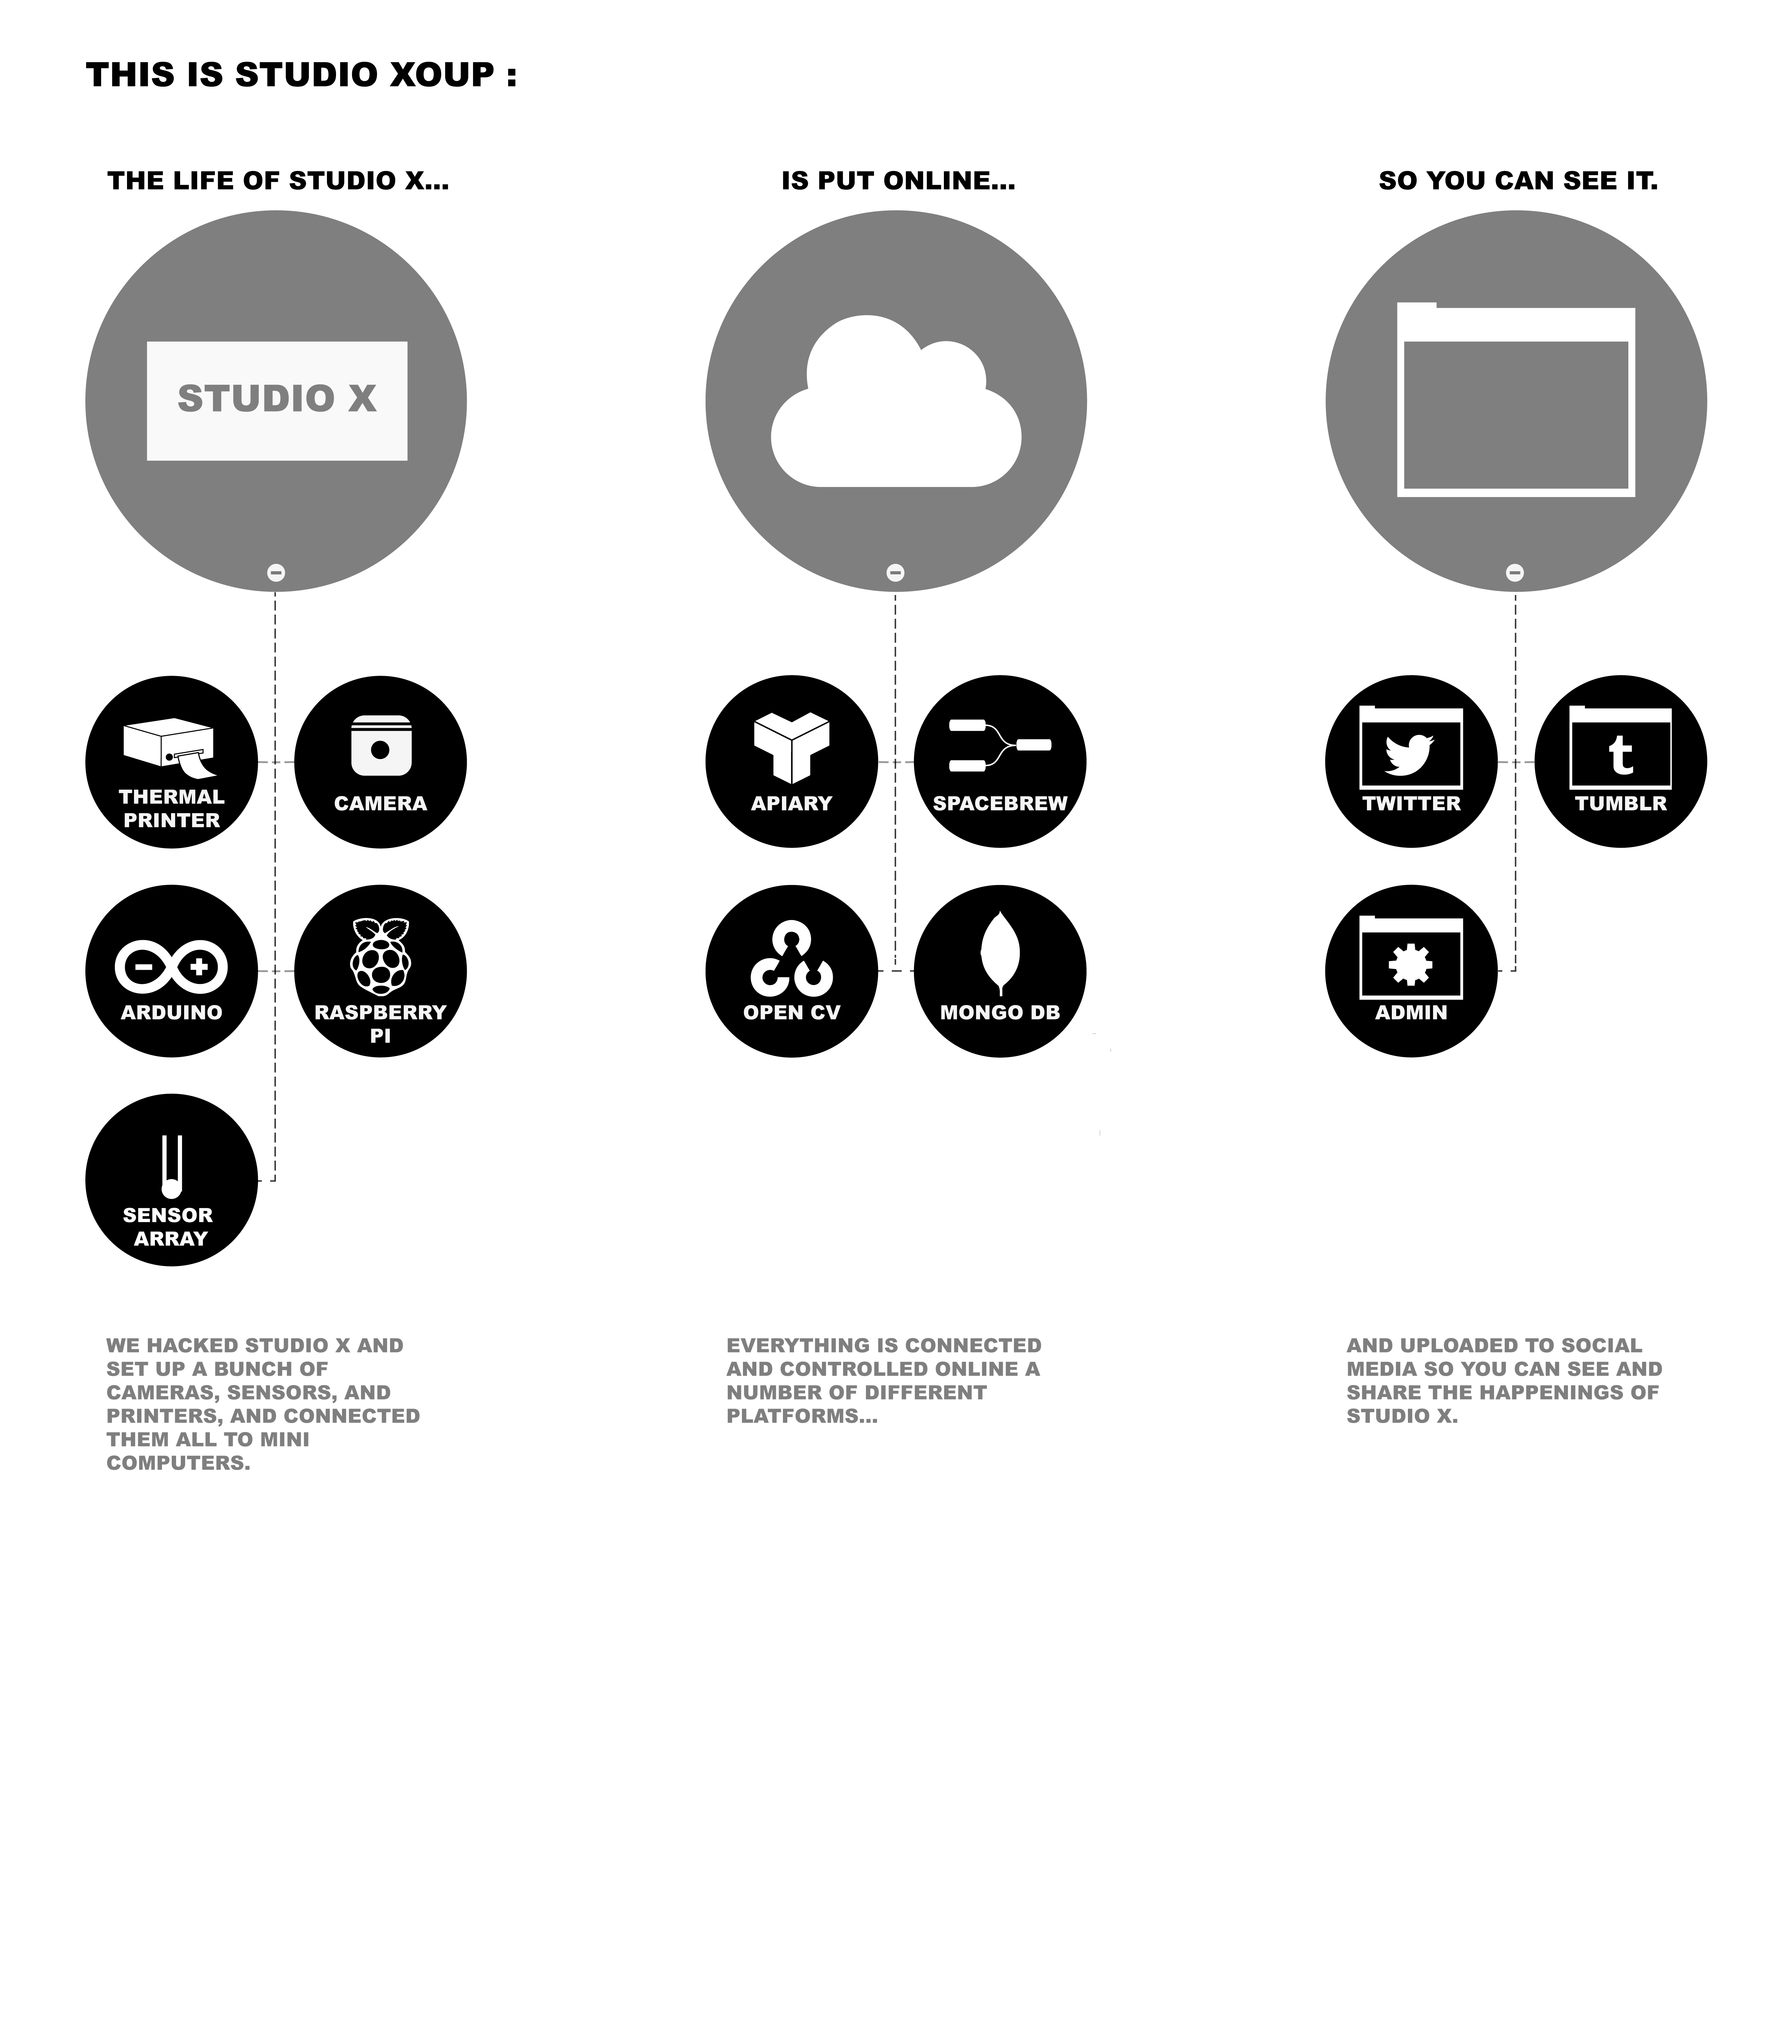 THIS IS STUDIO XOUP :
THE LIFE OF STUDIO X...
STUDIO X
THERMAL
PRINTER
CAMERA
ARDUINO
RASPBERRY
PI
SENSOR
ARRAY
WE HACKED STUDIO X AND
SET UP A BUNCH OF
CAMERAS, SENSORS, AND
PRINTERS, AND CONNECTED
THEM ALL TO MINI
COMPUTERS.
IS PUT ONLINE...
APIARY
SPACEBREW
OPEN CV
MONGO DB
EVERYTHING IS CONNECTED
AND CONTROLLED ONLINE A
NUMBER OF DIFFERENT
PLATFORMS...
SO YOU CAN SEE IT.
TWITTER
t
TUMBLR
ADMIN
AND UPLOADED TO SOCIAL
MEDIA SO YOU CAN SEE AND
SHARE THE HAPPENINGS OF
STUDIO X.